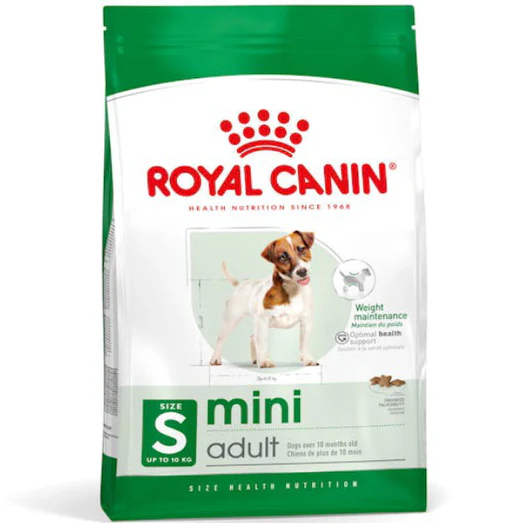 ROYAL CANIN®
HEALTH NUTRITION SINCE 1968
Weight
maintenance
Maintien du poids
Optimal health
support
SIZE
S
UP TO 10 KG
mini
adult
Dogs over 10 months old
Chiens de plus de 10 mois
SIZE HEALTH NUTRITION